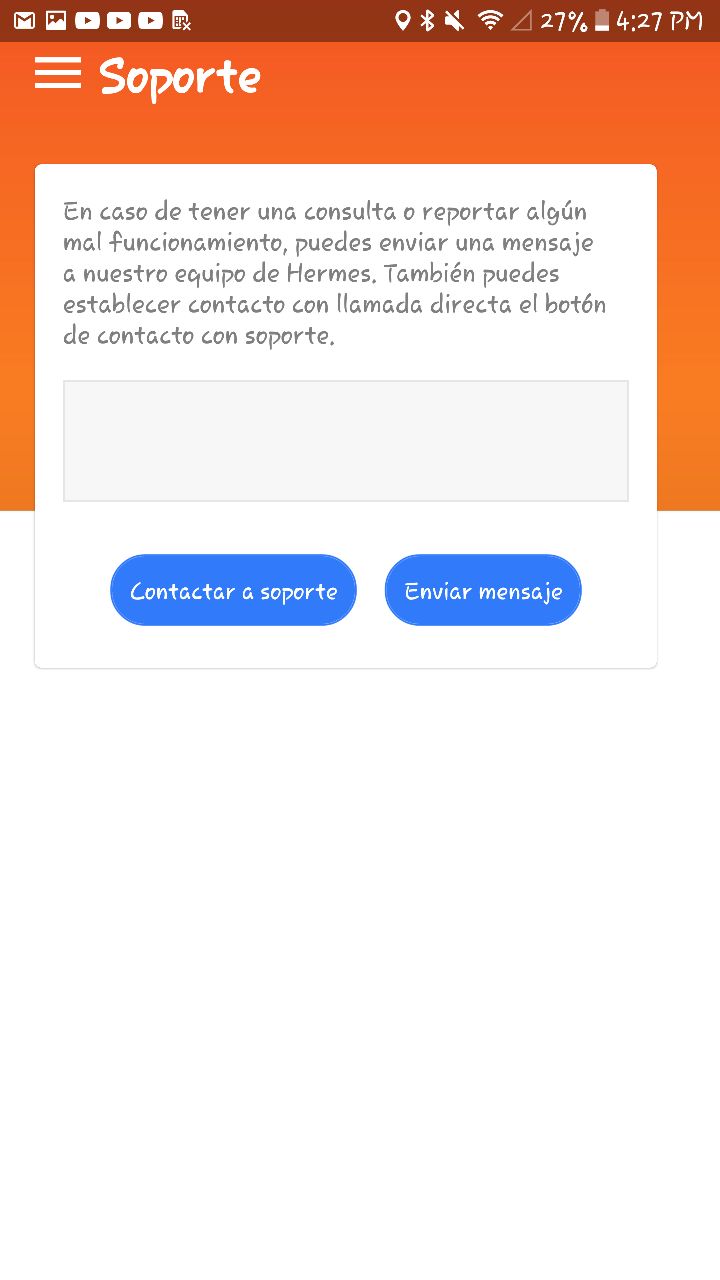 27% 4:27 PM
Soporte
En caso de tener una consulta o reportar algún
mal funcionamiento, puedes enviar una mensaje
a nuestro equipo de Hermes. También puedes
establecer contacto con llamada directa el botón
de contacto con soporte.
Contactar a soporte Enviar mensaje